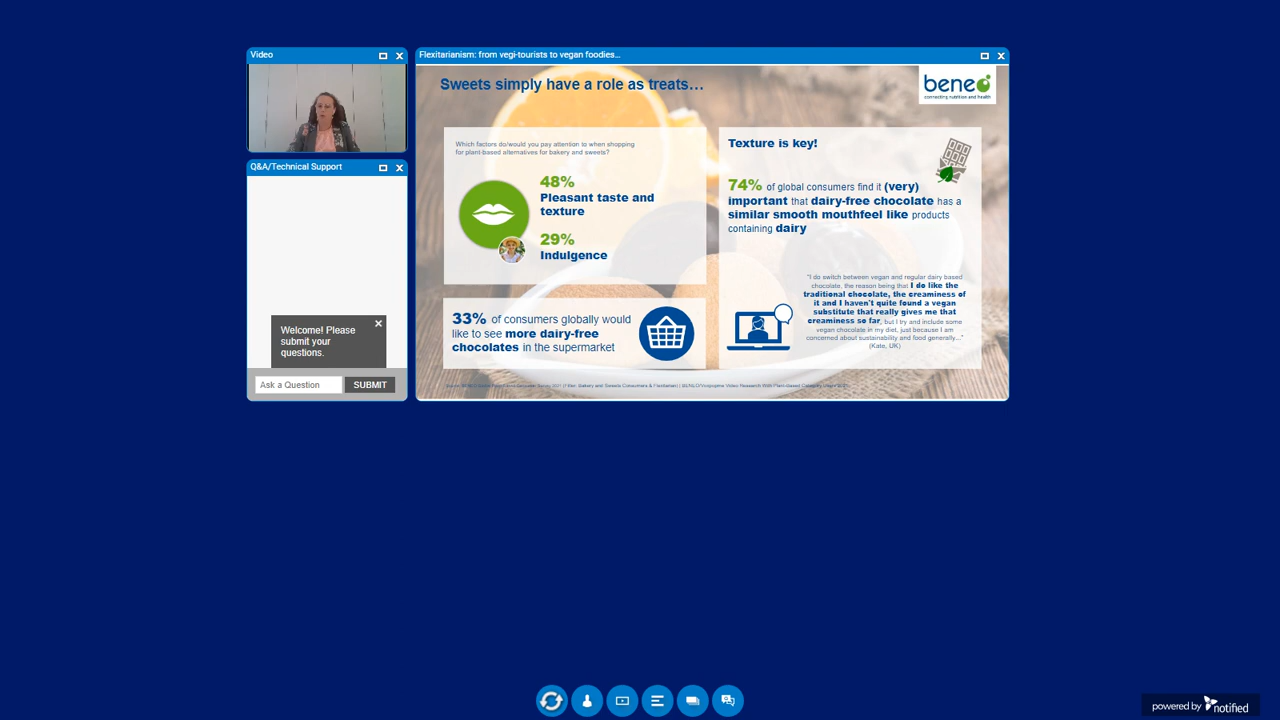 Video
Flexitarianism: from vegi-tourists to vegan foodies...
Sweets simply have a role as treats…
beneo
connecting nutrition and health
Which factors do/would you pay attention to when shopping
for plant-based alternatives for bakery and sweets?
48%
Pleasant taste and
texture
29%
Indulgence
33% of consumers globally would
like to see more dairy-free
chocolates in the supermarket
Texture is key!
74% of global consumers find it (very)
important that dairy-free chocolate has a
similar smooth mouthfeel like products
containing dairy
"I do switch between vegan and regular dairy based
chocolate, the reason being that I do like the
traditional chocolate, the creaminess of
it and I haven't quite found a vegan
substitute that really gives me that
creaminess so far, but I try and include some
vegan chocolate in my diet, just because I am
concerned about sustainability and food generally..."
(Kate, UK)
Q&A/Technical Support
Welcome! Please
submit your
questions.
Ask a Question
SUBMIT
powered by notified